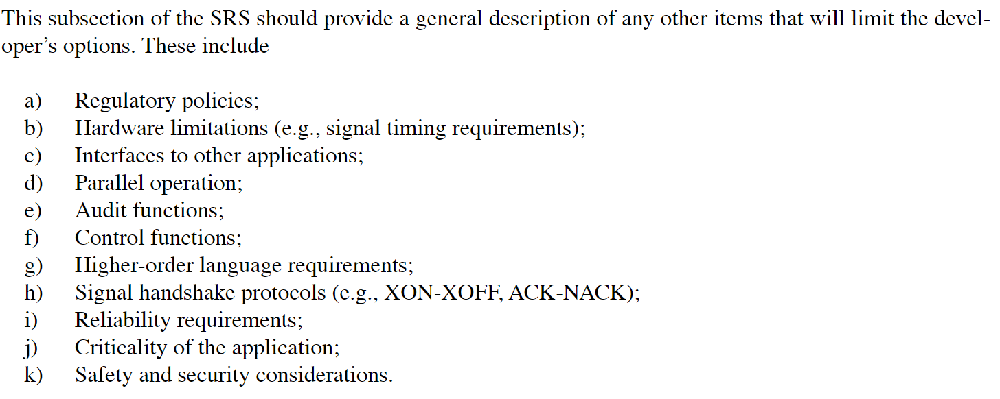 This subsection of the SRS should provide a general description of any other items that will limit the devel-
oper’s options. These include
a) Regulatory policies;
b) Hardware limitations (e.g., signal timing requirements);
c) Interfaces to other applications;
d) Parallel operation;
e) Audit functions;
f) Control functions;
g) Higher-order language requirements;
h) Signal handshake protocols (e.g., XON-XOFF, ACK-NACK);
i) Reliability requirements;
j) Criticality of the application;
k) Safety and security considerations.